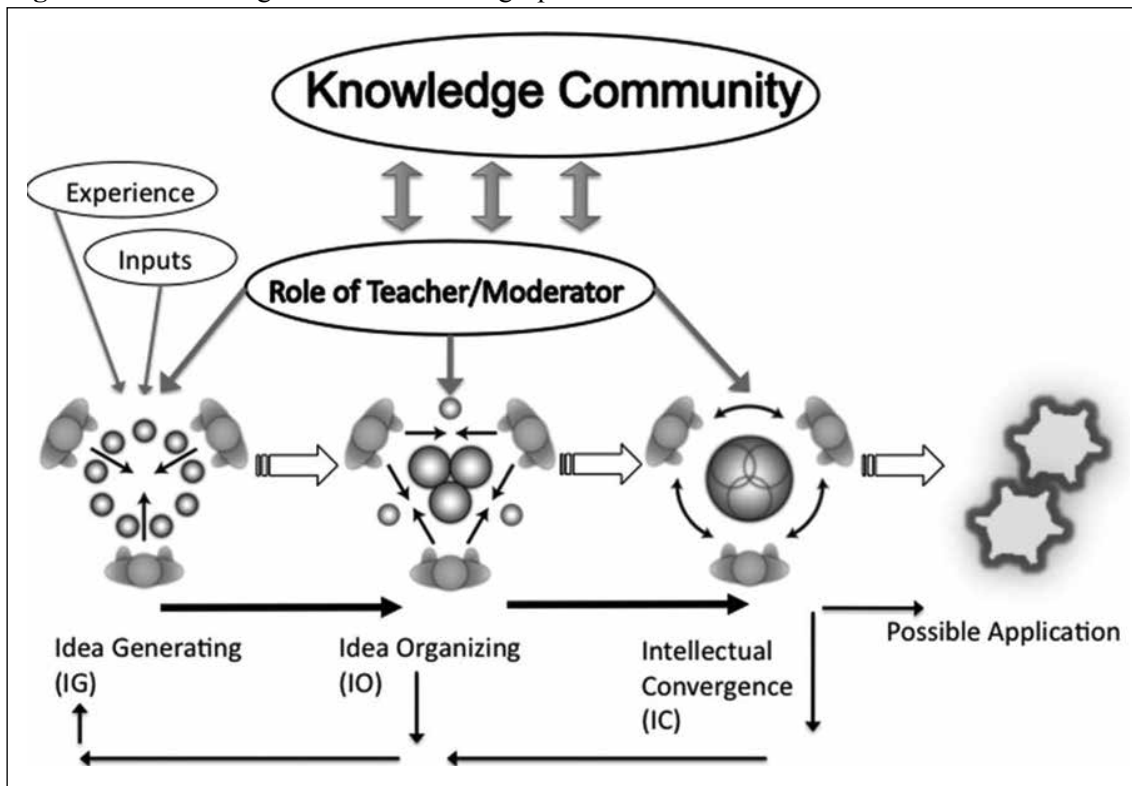 Knowledge Community
Experience
Inputs
Role of Teacher/Moderator
Idea Generating
(IG)
Idea Organizing
(IO)
Intellectual
Convergence
(IC)
Possible Application